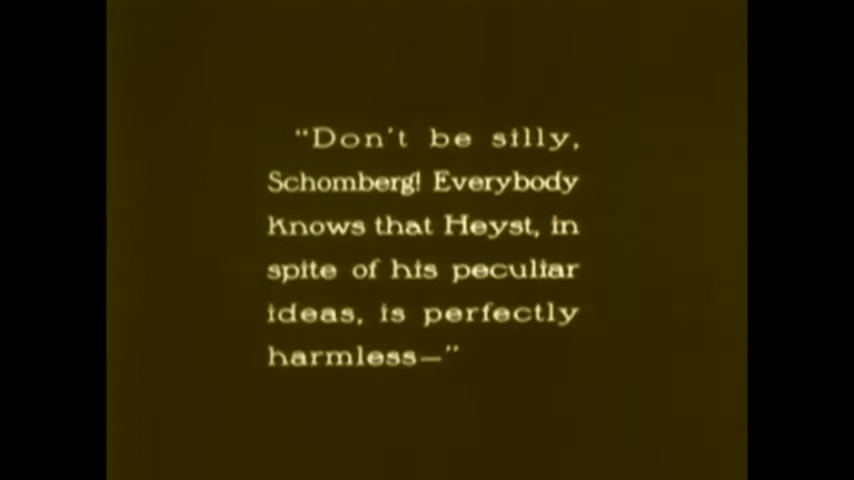 "Don't be silly,
Schomberg! Everybody
knows that Heyst, in
spite of his peculiar
ideas, is perfectly
harmless—"